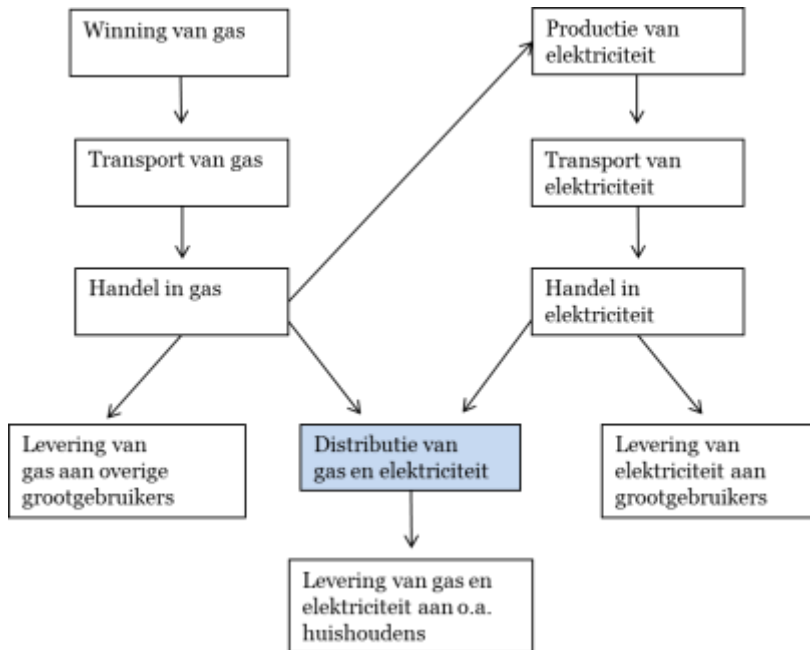 Winning van gas
Productie van
elektriciteit
Transport van gas
Transport van
elektriciteit
Handel in gas
Handel in
elektriciteit
Levering van
gas aan overige
grootgebruikers
Distributie van
gas en elektriciteit
Levering van
elektriciteit aan
grootgebruikers
Levering van gas en
elektriciteit aan o.a.
huishoudens